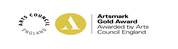 ARTS COUNCIL
ENGLAND
Artsmark
Gold Award
Awarded by Arts
Council England